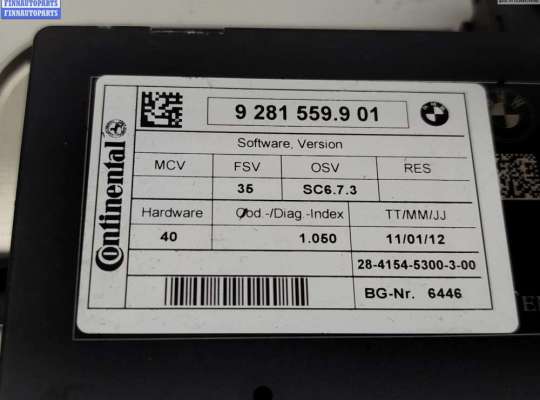 FINNAUTOPARTS
FINNAUTOPARTS
9 281 559.9 01
Software, Version
MCV FSV OSV RES
35 SC6.7.3
Hardware Cod.-/Diag.-Index TT/MM/JJ
40 1.050 11/01/12
28-4154-5300-3-00
BG-Nr. 6446
Continental